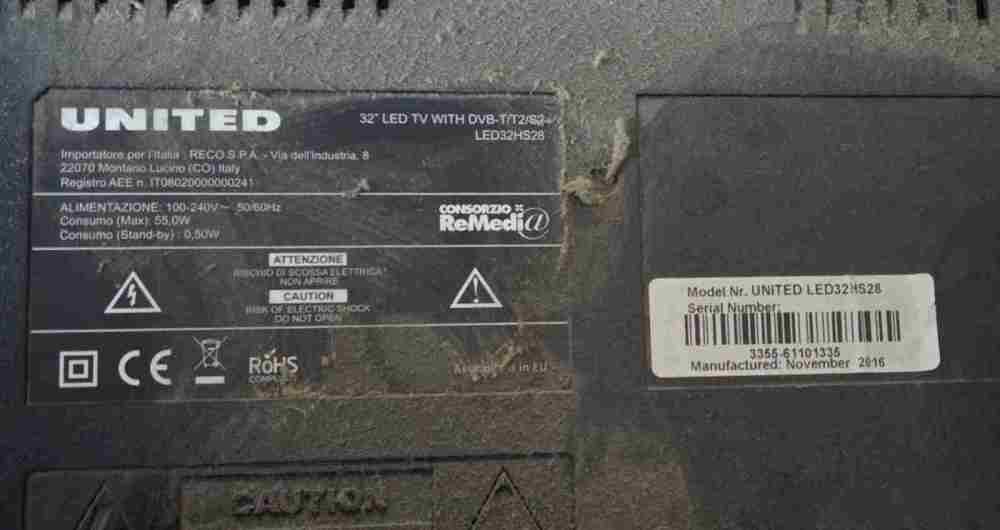 UNITED
32" LED TV WITH DVB-T/T2/S2
LED32HS28
Importatore per l'Italia : RECO S.P.A. - Via dell'Industria, 8
22070 Montano Lucino (CO) Italy
Registro AEE n. IT08020000000241
ALIMENTAZIONE: 100-240V~ 50/60Hz
Consumo (Max): 55,0W
Consumo (Stand-by) : 0,50W
CONSORZIO
ReMedi@
ATTENZIONE
RISCHIO DI SCOSSA ELETTRICA
NON APRIRE
CAUTION
RISK OF ELECTRIC SHOCK
DO NOT OPEN
CE
RoHS
in EU
Model Nr. UNITED LED32HS28
Serial Number:
3355-61101335
Manufactured: November 2016
CAUTION